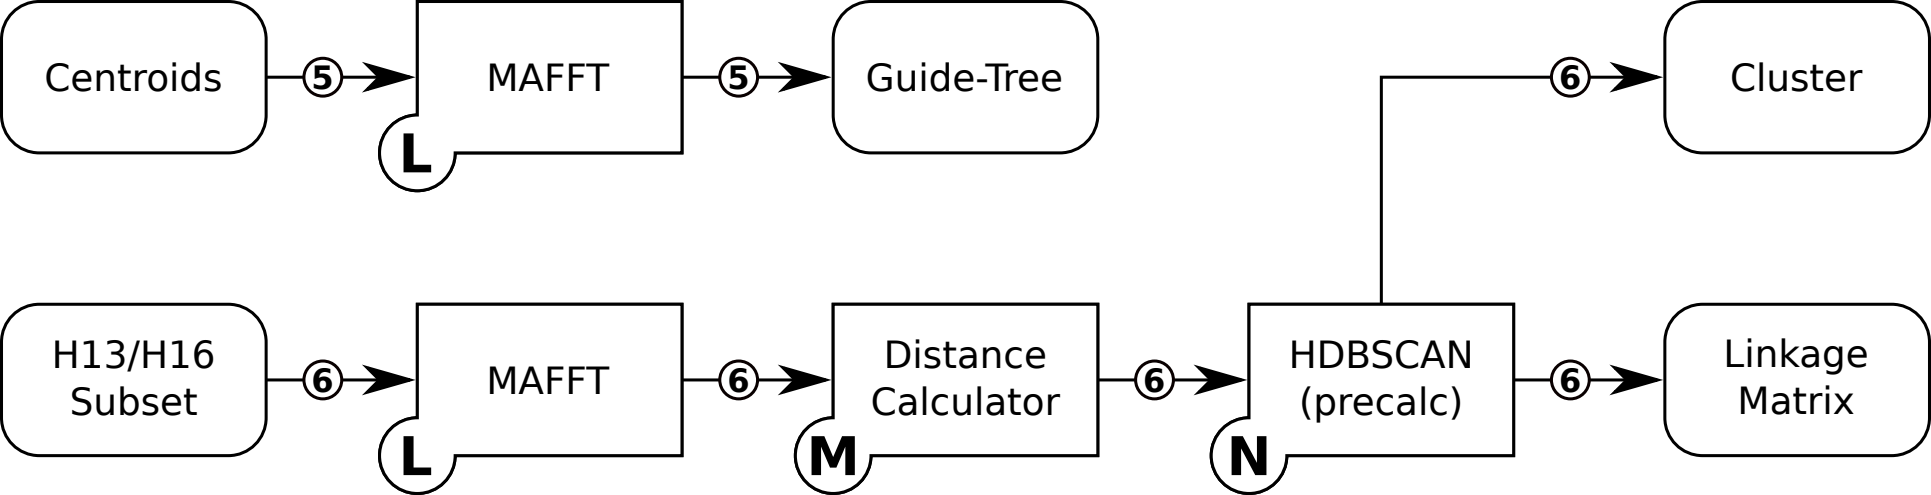 Centroids
5
MAFFT
L
5
Guide-Tree
6
Cluster
H13/H16
Subset
6
MAFFT
L
6
Distance
Calculator
M
6
HDBSCAN
(precalc)
N
6
Linkage
Matrix